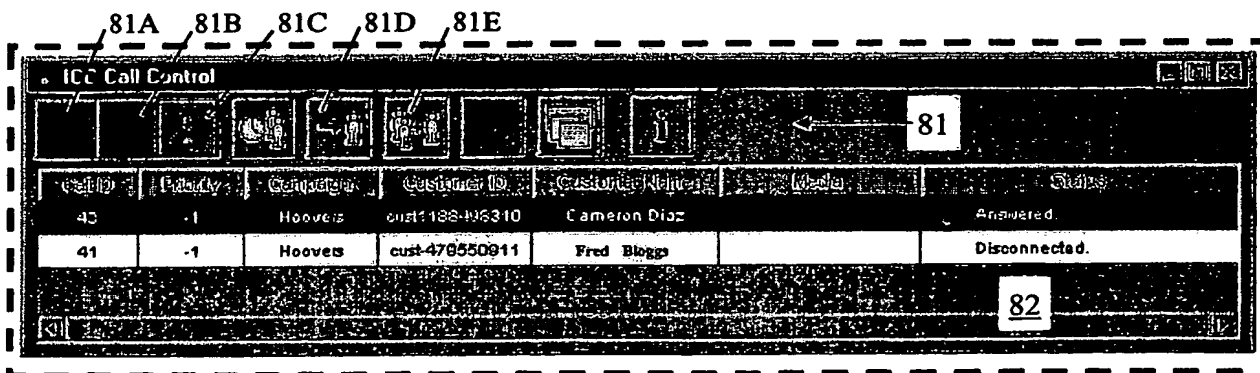 81A 81B 81C 81D 81E
ICC Call Control
81
Call ID Priority Campaign Customer ID Customer Name Media Status
43 -1 Hoovers Cameron Diaz Answered.
41 -1 Hoovers cust-478550911 Fred Bloggs Disconnected.
82